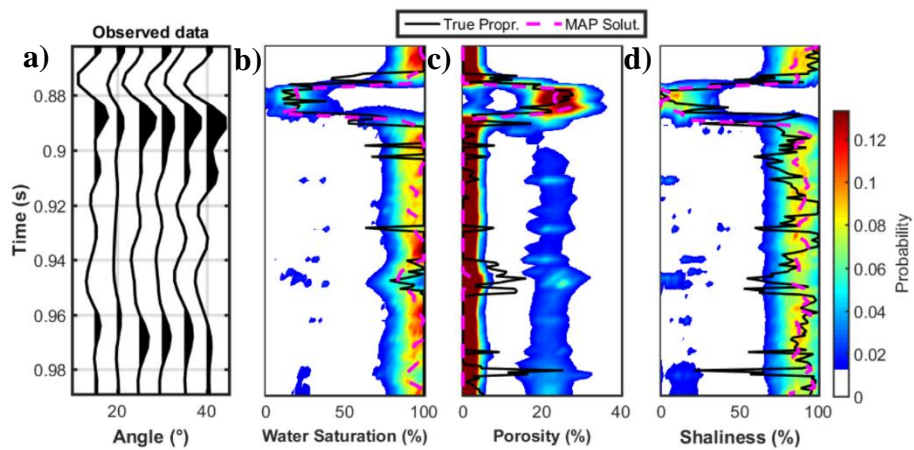 True Propr. MAP Solut.
Observed data
a) b) c) d)
0.88
0.9
0.92
0.94
0.96
0.98
Time (s)
20 40
Angle (°)
0 50 100
Water Saturation (%)
0 20 40
Porosity (%)
0 50 100
Shaliness (%)
0.12
0.1
0.08
0.06
0.04
0.02
0
Probability